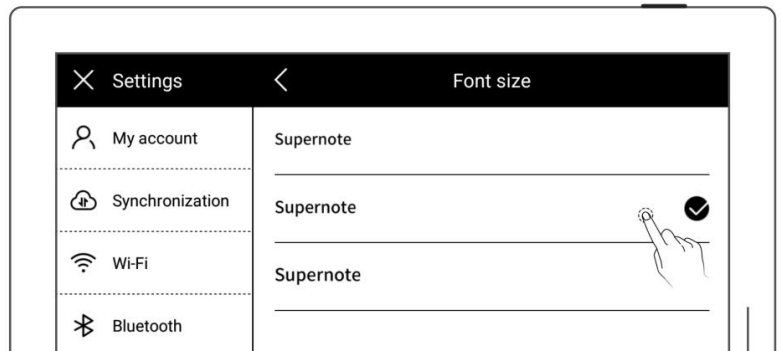 Settings
Font size
My account
Synchronization
Wi-Fi
Bluetooth
Supernote
Supernote
Supernote